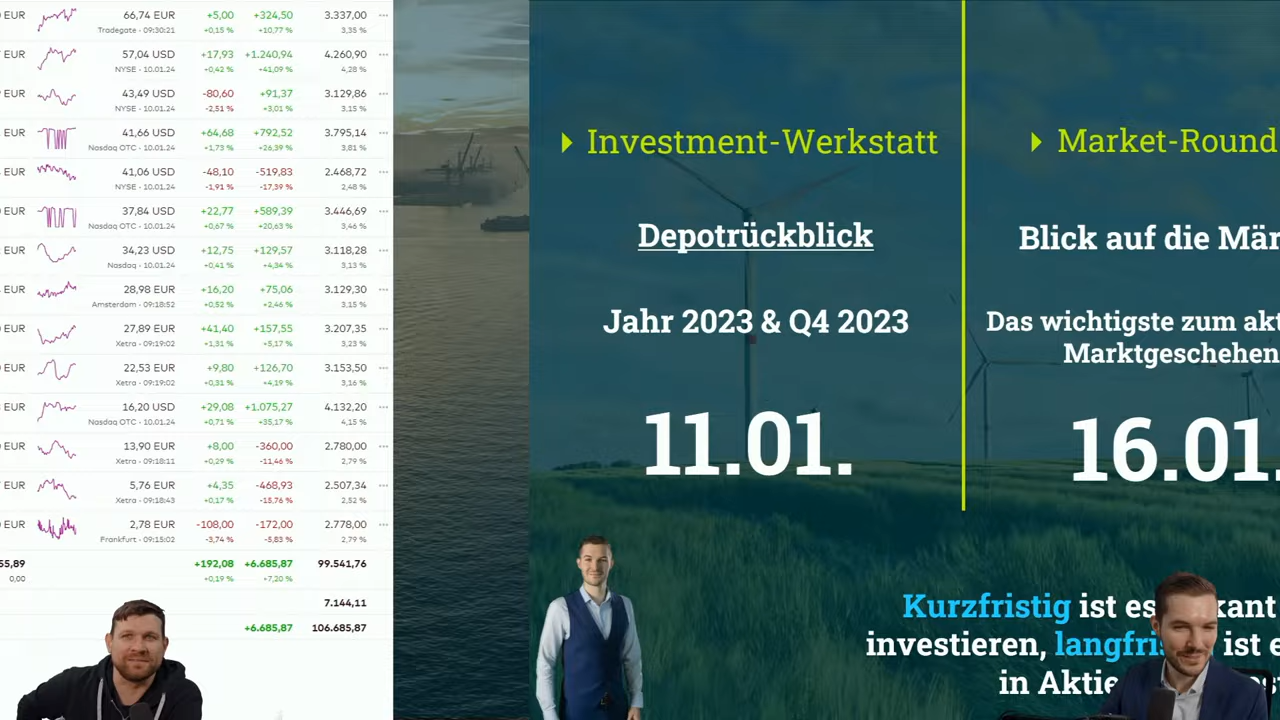 EUR 66,74 EUR +5,00 +324,50 3.337,00
Tradegate - 09:30:21 +0,15 % +10,77 % 3,35 %
EUR 57,04 USD +17,93 +1.240,94 4.260,90
NYSE - 10.01.24 +0,42 % +41,09 % 4,28 %
EUR 43,49 USD -80,60 +91,37 3.129,86
NYSE - 10.01.24 -2,51 % +3,01 % 3,15 %
EUR 41,66 USD +64,68 +792,52 3.795,14
Nasdaq OTC - 10.01.24 +1,73 % +26,39 % 3,81 %
EUR 41,06 USD -48,10 -519,83 2.468,72
NYSE - 10.01.24 -1,91 % -17,39 % 2,48 %
EUR 37,84 USD +22,77 +589,39 3.446,69
Nasdaq OTC - 10.01.24 +0,67 % +20,63 % 3,46 %
EUR 34,23 USD +12,75 +129,57 3.118,28
Nasdaq - 10.01.24 +0,41 % +4,34 % 3,13 %
EUR 28,98 EUR +16,20 +75,06 3.129,30
Amsterdam - 09:18:52 +0,52 % +2,46 % 3,15 %
EUR 27,89 EUR +41,40 +157,55 3.207,35
Xetra - 09:19:02 +1,31 % +5,17 % 3,23 %
EUR 22,53 EUR +9,80 +126,70 3.153,50
Xetra - 09:19:02 +0,31 % +4,19 % 3,16 %
EUR 16,20 USD +29,08 +1.075,27 4.132,20
Nasdaq OTC - 10.01.24 +0,71 % +35,17 % 4,15 %
EUR 13,90 EUR +8,00 -360,00 2.780,00
Xetra - 09:18:11 +0,29 % -11,46 % 2,79 %
EUR 5,76 EUR +4,35 -468,93 2.507,34
Xetra - 09:18:43 +0,17 % -15,76 % 2,52 %
EUR 2,78 EUR -108,00 -172,00 2.778,00
Frankfurt - 09:15:02 -3,74 % -5,83 % 2,79 %
55,89 +192,08 +6.685,87 99.541,76
0,00 +0,19 % +7,20 %
7.144,11
+6.685,87 106.685,87
Investment-Werkstatt
Depotrückblick
Jahr 2023 & Q4 2023
11.01.
Market-Round
Blick auf die Mär
Das wichtigste zum akt
Marktgeschehen
16.01.
Kurzfristig ist es kant
investieren, langfris ist e
in Aktie